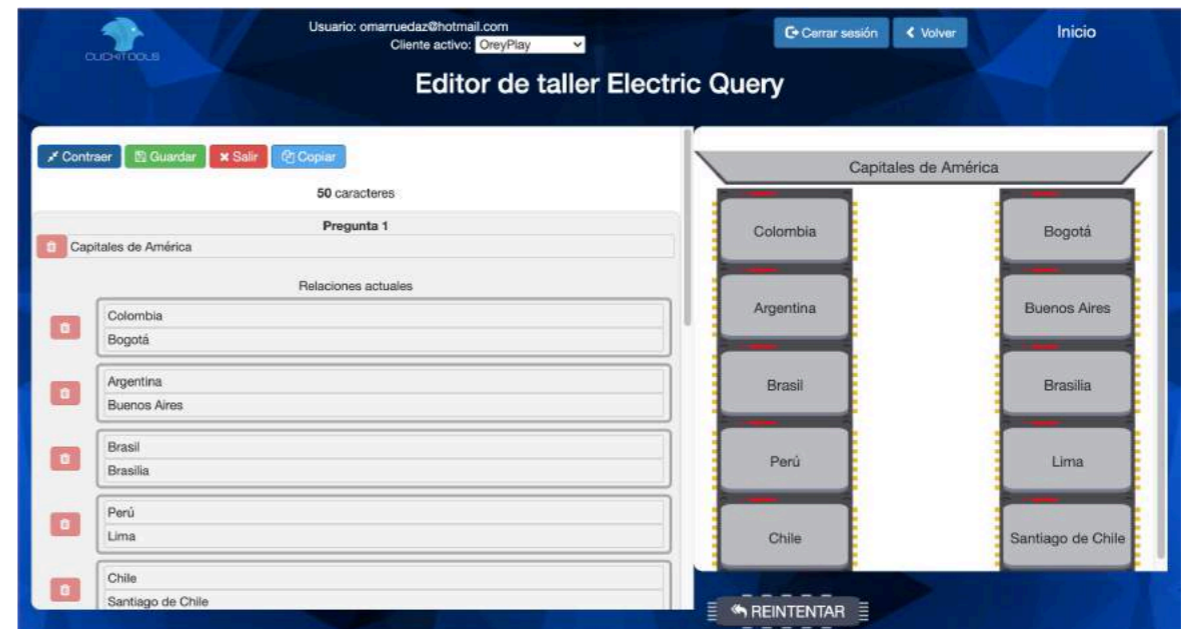 CLICKITOOLS
Usuario: omarruedaz@hotmail.com
Cliente activo: OreyPlay
Cerrar sesión
Volver
Inicio
Editor de taller Electric Query
Contraer
Guardar
Salir
Copiar
50 caracteres
Pregunta 1
Capitales de América
Relaciones actuales
Colombia
Bogotá
Argentina
Buenos Aires
Brasil
Brasilia
Perú
Lima
Chile
Santiago de Chile
Capitales de América
Colombia
Bogotá
Argentina
Buenos Aires
Brasil
Brasilia
Perú
Lima
Chile
Santiago de Chile
REINTENTAR